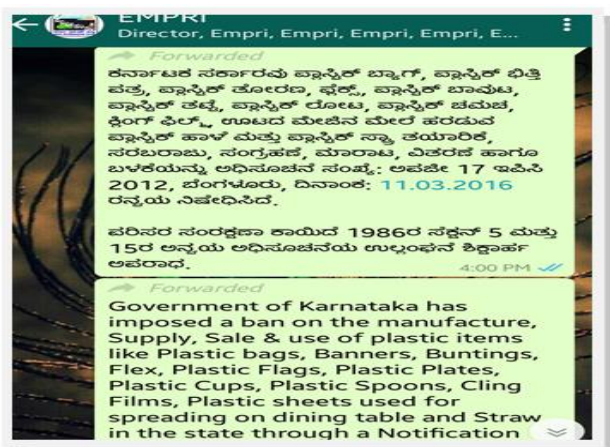 EMPRI
Director, Empri, Empri, Empri, Empri, E...
Forwarded
ಕರ್ನಾಟಕ ಸರ್ಕಾರವು ಪ್ಲಾಸ್ಟಿಕ್ ಬ್ಯಾಗ್, ಪ್ಲಾಸ್ಟಿಕ್ ಭಿತ್ತಿ
ಪತ್ರ, ಪ್ಲಾಸ್ಟಿಕ್ ತೋರಣ, ಫ್ಲೆಕ್ಸ್, ಪ್ಲಾಸ್ಟಿಕ್ ಬಾವುಟ,
ಪ್ಲಾಸ್ಟಿಕ್ ತಟ್ಟೆ, ಪ್ಲಾಸ್ಟಿಕ್ ಲೋಟ, ಪ್ಲಾಸ್ಟಿಕ್ ಚಮಚ,
ಕ್ಲಿಂಗ್ ಫಿಲ್ಮ್, ಊಟದ ಮೇಜಿನ ಮೇಲೆ ಹರಡುವ
ಪ್ಲಾಸ್ಟಿಕ್ ಹಾಳೆ ಮತ್ತು ಪ್ಲಾಸ್ಟಿಕ್ ಸ್ಟ್ರಾ ತಯಾರಿಕೆ,
ಸರಬರಾಜು, ಸಂಗ್ರಹಣೆ, ಮಾರಾಟ, ವಿತರಣೆ ಹಾಗೂ
ಬಳಕೆಯನ್ನು ಅಧಿಸೂಚನೆ ಸಂಖ್ಯೆ: ಅಪಜೀ 17 ಇಪಿಸಿ
2012, ಬೆಂಗಳೂರು, ದಿನಾಂಕ: 11.03.2016
ರನ್ವಯ ನಿಷೇಧಿಸಿದೆ.
ಪರಿಸರ ಸಂರಕ್ಷಣಾ ಕಾಯಿದೆ 1986ರ ಸೆಕ್ಷನ್ 5 ಮತ್ತು
15ರ ಅನ್ವಯ ಅಧಿಸೂಚನೆಯ ಉಲ್ಲಂಘನೆ ಶಿಕ್ಷಾರ್ಹ
ಅಪರಾಧ.
4:00 PM
Forwarded
Government of Karnataka has
imposed a ban on the manufacture,
Supply, Sale & use of plastic items
like Plastic bags, Banners, Buntings,
Flex, Plastic Flags, Plastic Plates,
Plastic Cups, Plastic Spoons, Cling
Films, Plastic sheets used for
spreading on dining table and Straw
in the state through a Notification